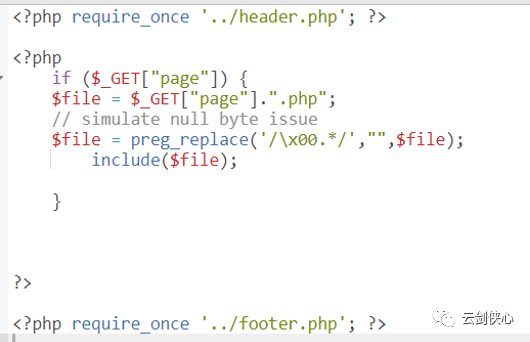 <?php require_once '../header.php'; ?>
<?php
if ($_GET["page"]) {
$file = $_GET["page"].".php";
// simulate null byte issue
$file = preg_replace('/\x00.*/',"",$file);
include($file);
}
?>
<?php require_once '../footer.php'; ?>
云剑侠心